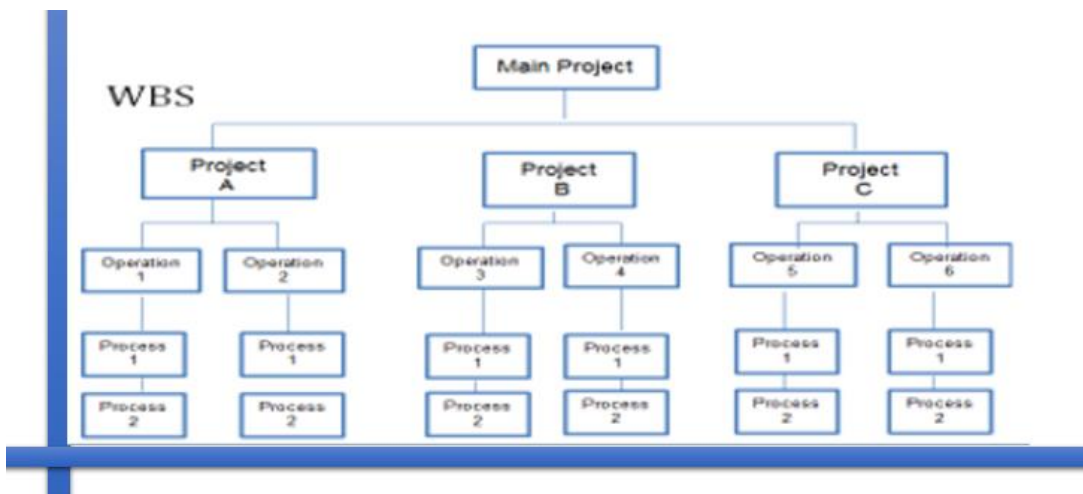 Main Project
WBS
Project
A
Project
B
Project
C
Operation
1
Operation
2
Operation
3
Operation
4
Operation
5
Operation
6
Process
1
Process
1
Process
1
Process
1
Process
1
Process
1
Process
2
Process
2
Process
2
Process
2
Process
2
Process
2